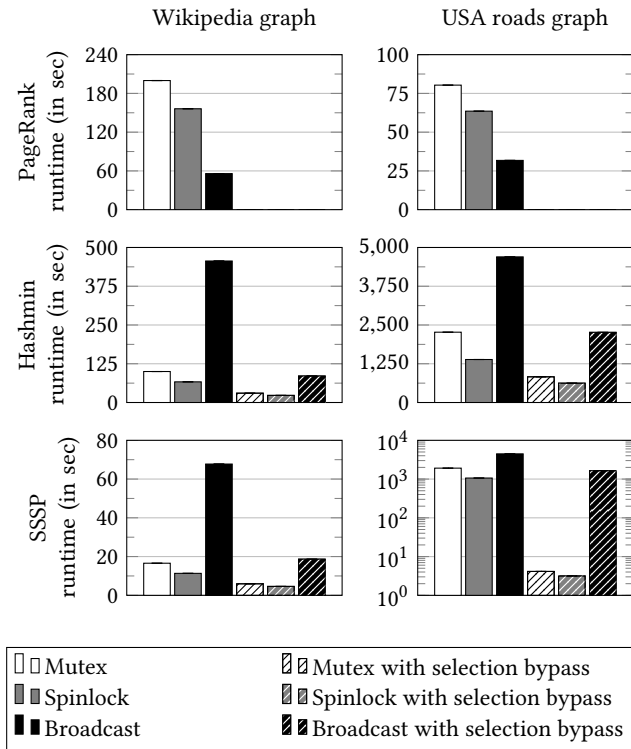 Wikipedia graph
USA roads graph
PageRank
runtime (in sec)
240
180
120
60
0
100
75
50
25
0
Hashmin
runtime (in sec)
500
375
250
125
0
5,000
3,750
2,500
1,250
0
SSSP
runtime (in sec)
80
60
40
20
0
10^4
10^3
10^2
10^1
10^0
Mutex
Mutex with selection bypass
Spinlock
Spinlock with selection bypass
Broadcast
Broadcast with selection bypass